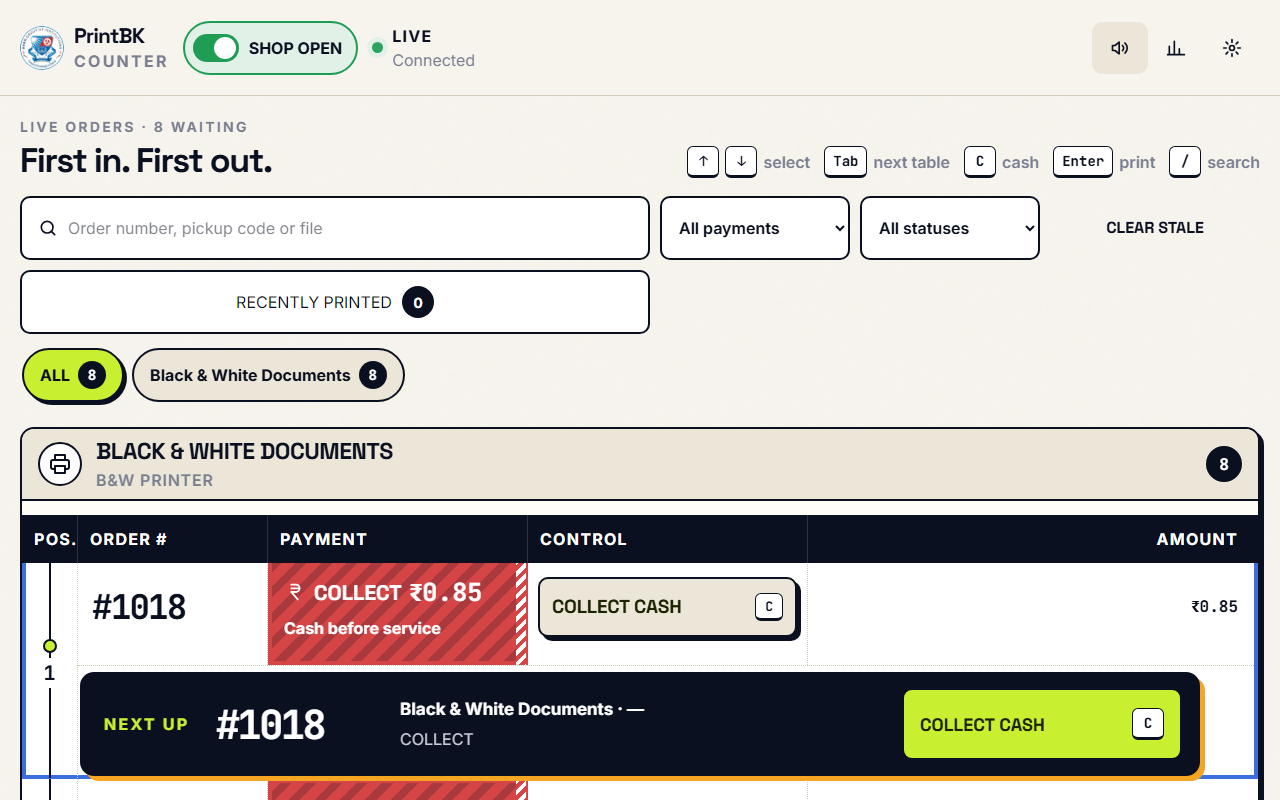 PrintBK
COUNTER
SHOP OPEN
LIVE
Connected
LIVE ORDERS · 8 WAITING
First in. First out.
↑ ↓ select Tab next table C cash Enter print / search
Order number, pickup code or file
All payments
All statuses
CLEAR STALE
RECENTLY PRINTED 0
ALL 8
Black & White Documents 8
BLACK & WHITE DOCUMENTS
B&W PRINTER
8
POS. ORDER # PAYMENT CONTROL AMOUNT
#1018
₹ COLLECT ₹0.85
Cash before service
COLLECT CASH C
₹0.85
1
NEXT UP
#1018
Black & White Documents · —
COLLECT
COLLECT CASH C